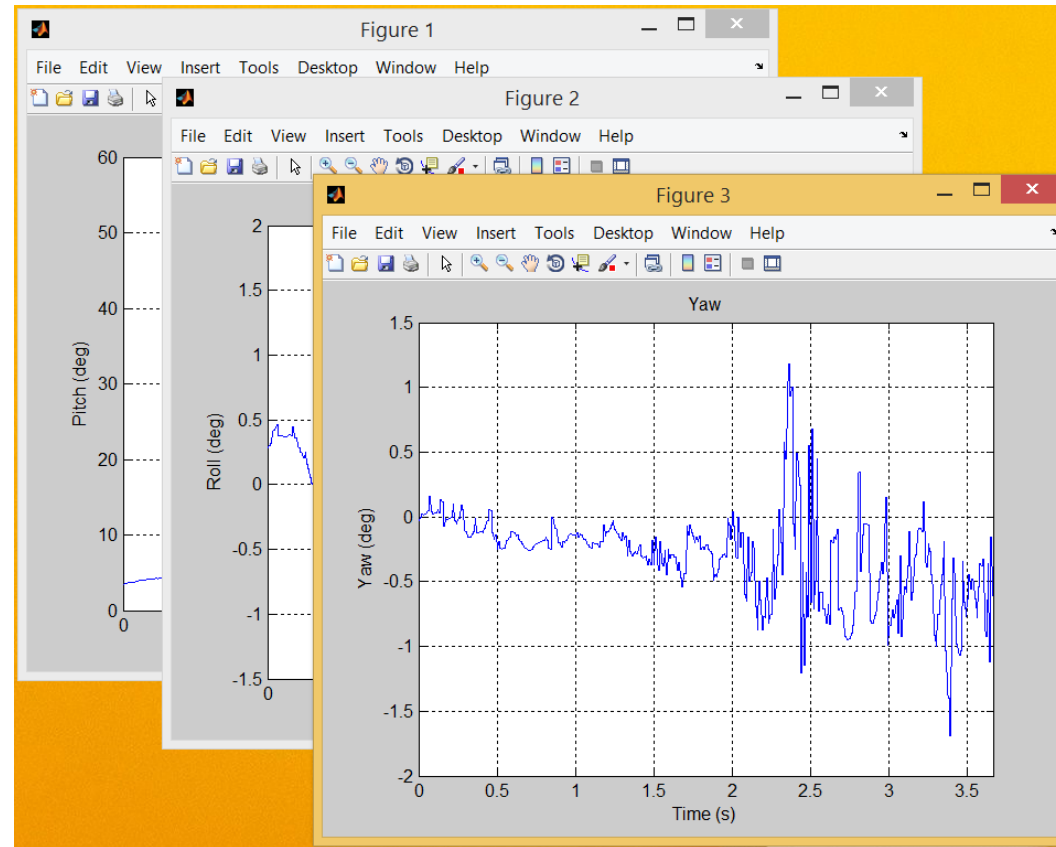 Figure 1
File Edit View Insert Tools Desktop Window Help
60
50
40
30
20
10
0
0
Pitch (deg)
Figure 2
File Edit View Insert Tools Desktop Window Help
2
1.5
1
0.5
0
-0.5
-1
-1.5
0
Roll (deg)
Figure 3
File Edit View Insert Tools Desktop Window Help
Yaw
1.5
1
0.5
0
-0.5
-1
-1.5
-2
Yaw (deg)
0 0.5 1 1.5 2 2.5 3 3.5
Time (s)